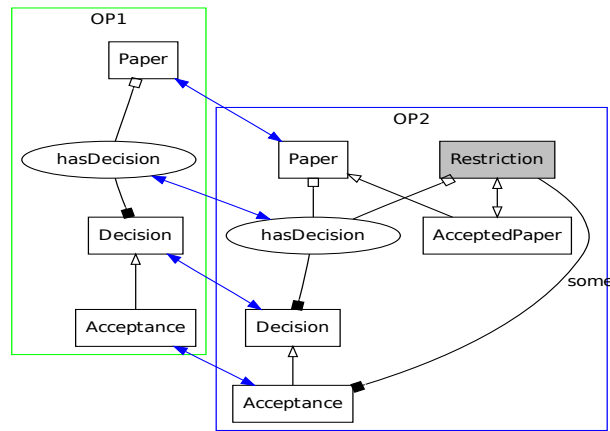 OP1
Paper
hasDecision
Decision
Acceptance
OP2
Paper
Restriction
hasDecision
AcceptedPaper
some
Decision
Acceptance